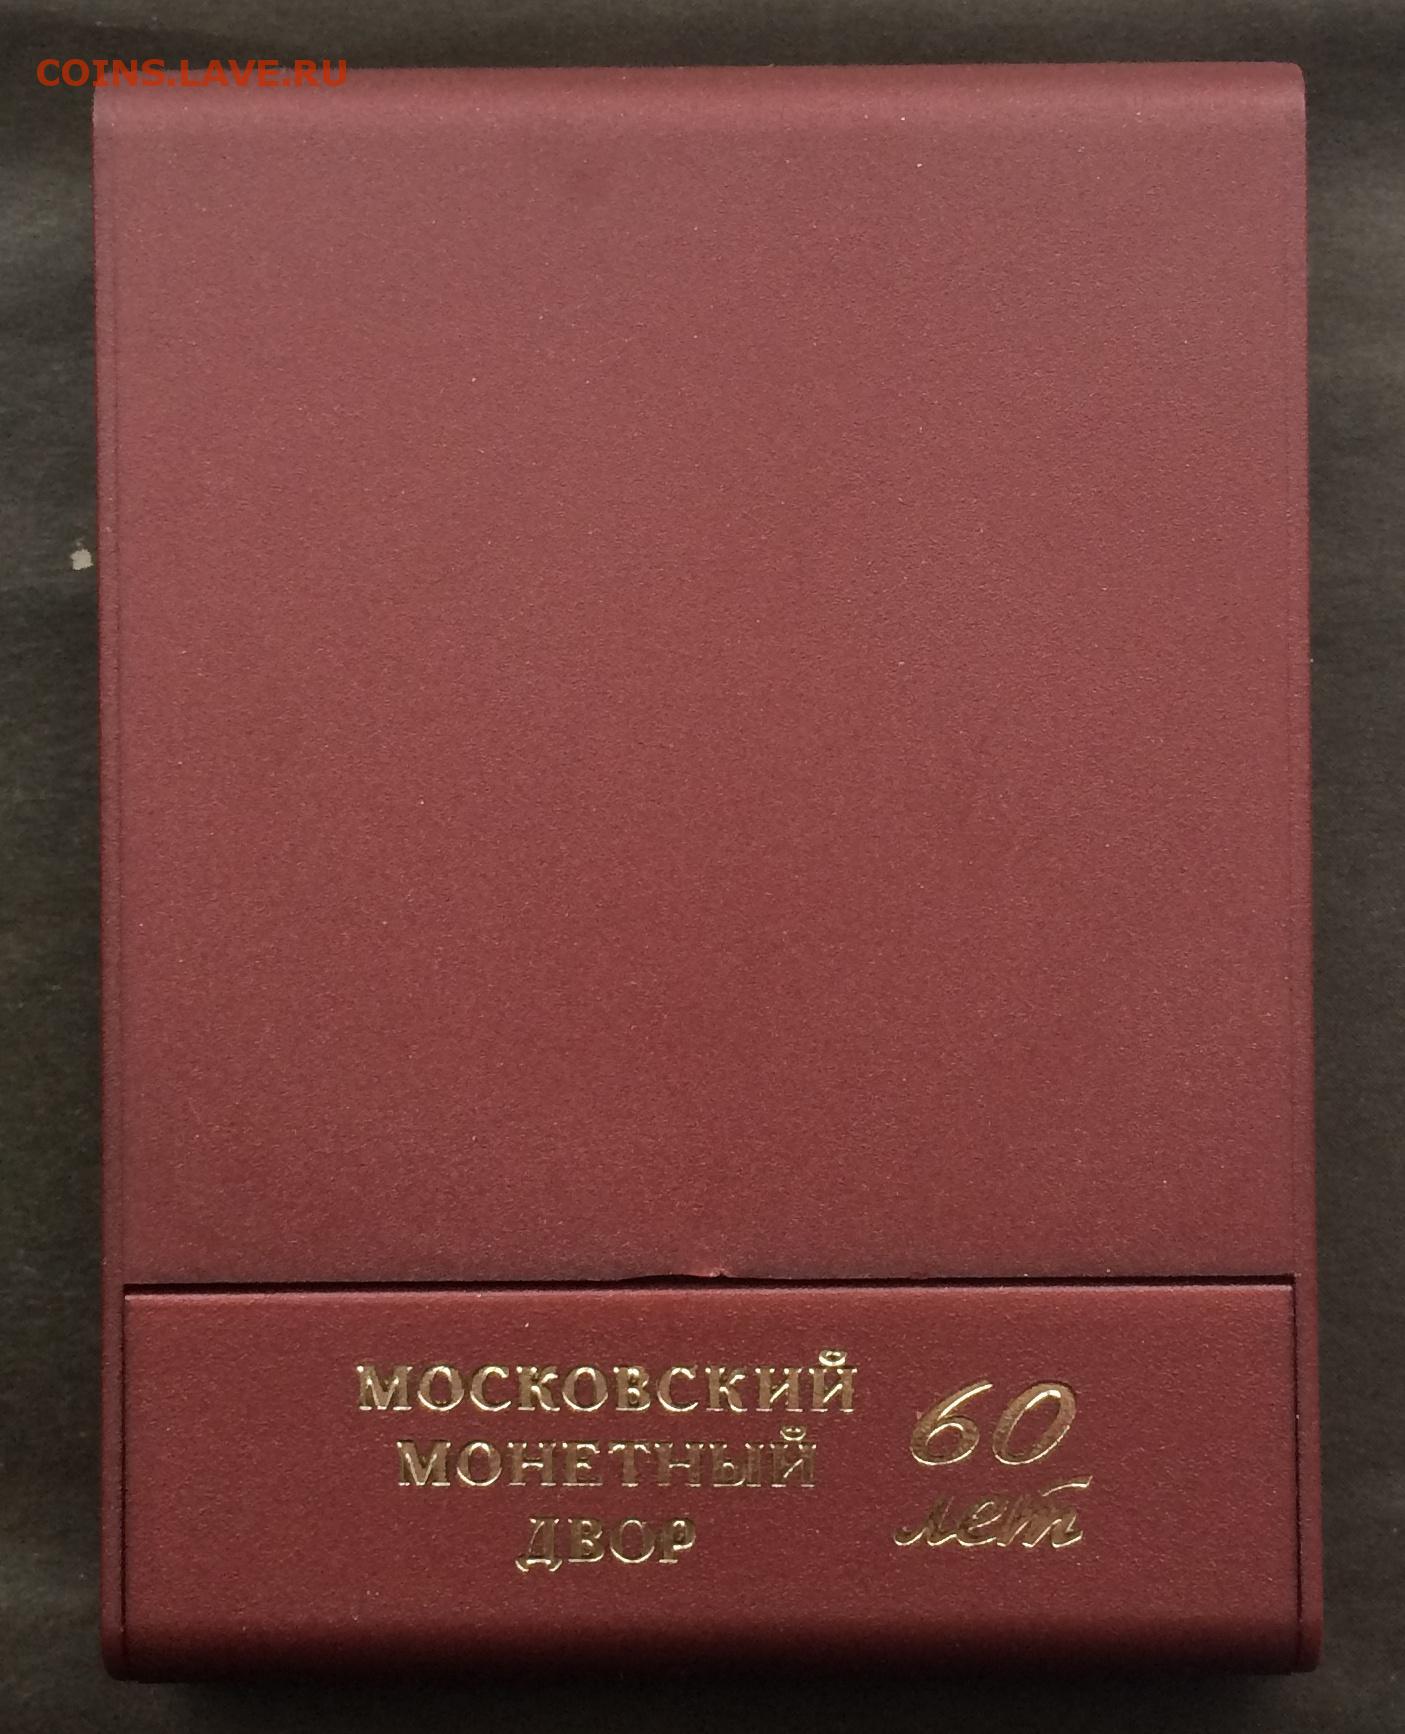 COINS.LAVE.RU
МОСКОВСКИЙ
МОНЕТНЫЙ
ДВОР
60
лет